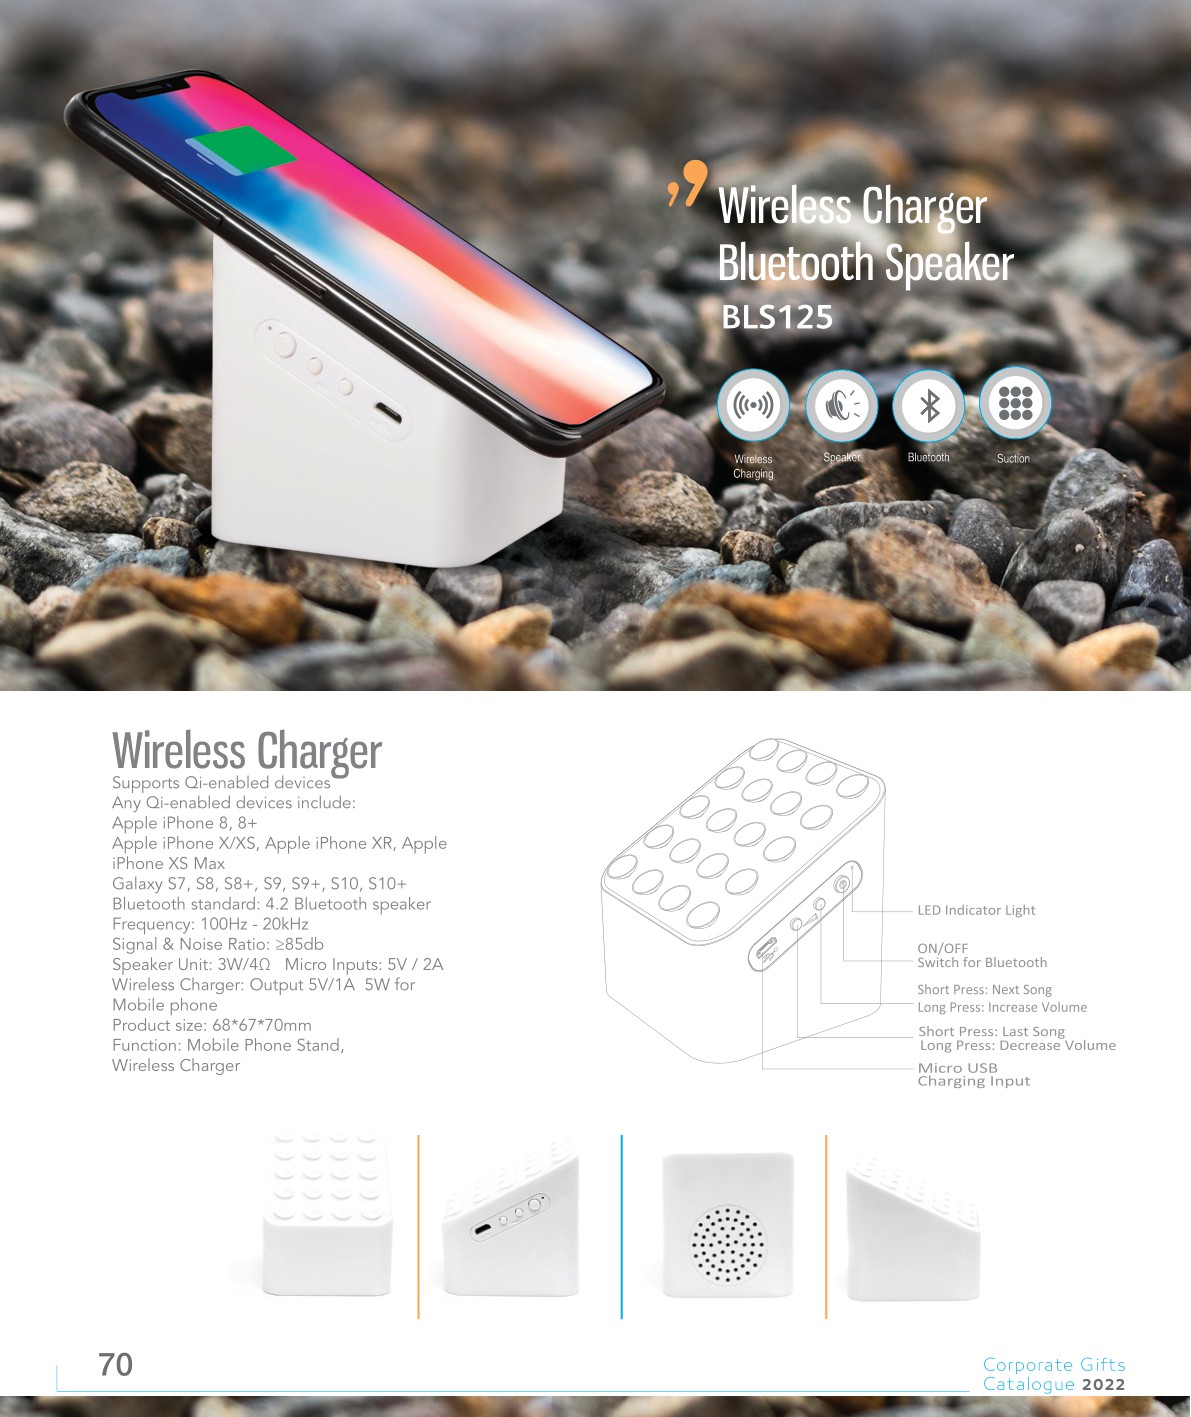 Wireless Charger
Bluetooth Speaker
BLS125
Wireless
Charging
Speaker
Bluetooth
Suction
Wireless Charger
Supports Qi-enabled devices
Any Qi-enabled devices include:
Apple iPhone 8, 8+
Apple iPhone X/XS, Apple iPhone XR, Apple
iPhone XS Max
Galaxy S7, S8, S8+, S9, S9+, S10, S10+
Bluetooth standard: 4.2 Bluetooth speaker
Frequency: 100Hz - 20kHz
Signal & Noise Ratio: ≥85db
Speaker Unit: 3W/4Ω   Micro Inputs: 5V / 2A
Wireless Charger: Output 5V/1A  5W for
Mobile phone
Product size: 68*67*70mm
Function: Mobile Phone Stand,
Wireless Charger
LED Indicator Light
ON/OFF
Switch for Bluetooth
Short Press: Next Song
Long Press: Increase Volume
Short Press: Last Song
Long Press: Decrease Volume
Micro USB
Charging Input
70
Corporate Gifts
Catalogue 2022